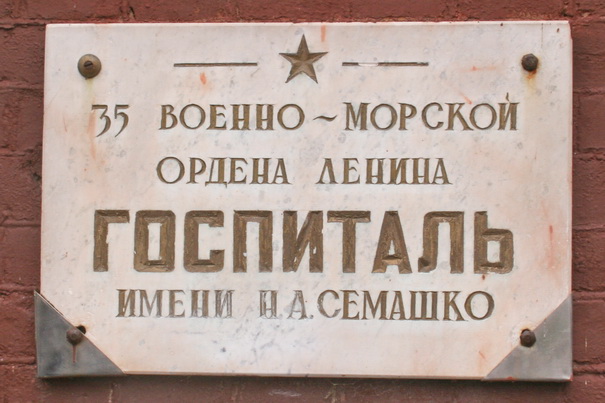 35 ВОЕННО~МОРСКОЙ
ОРДЕНА ЛЕНИНА
ГОСПИТАЛЬ
ИМЕНИ Н.А.СЕМАШКО